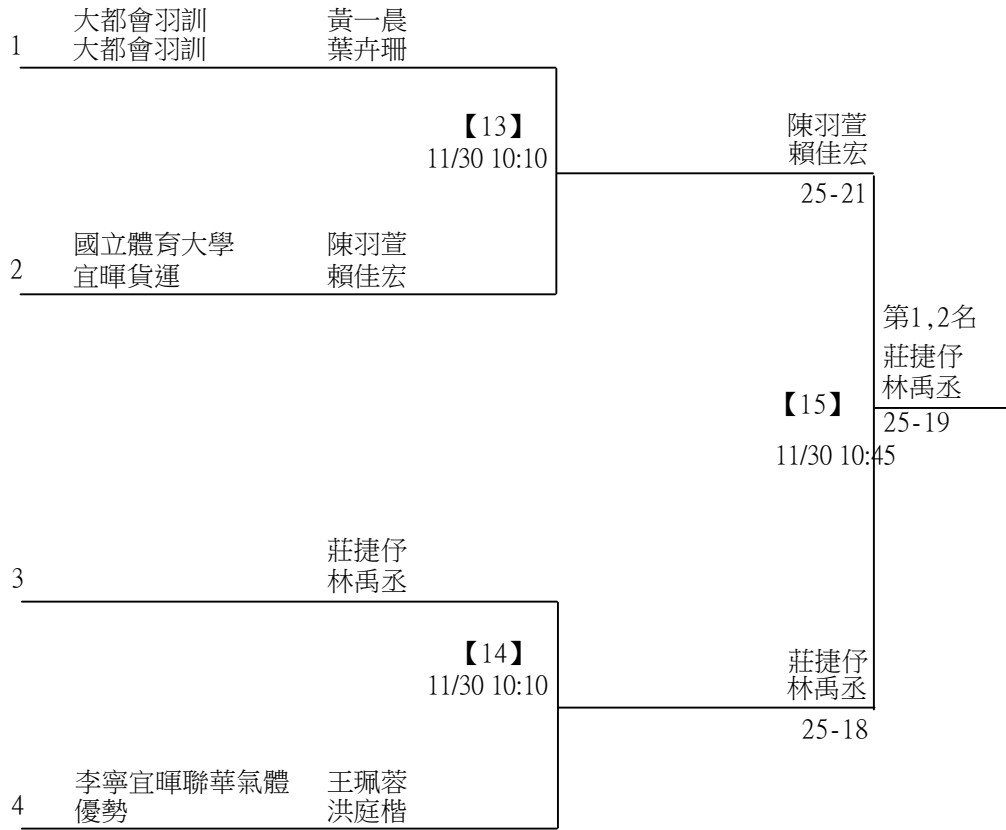 大都會羽訓 黃一晨
1 大都會羽訓 葉卉珊
【13】
11/30 10:10
陳羽萱
賴佳宏
25-21
國立體育大學 陳羽萱
2 宜暉貨運 賴佳宏
第1,2名
莊捷伃
林禹丞
【15】
25-19
11/30 10:45
莊捷伃
3 林禹丞
【14】
11/30 10:10
莊捷伃
林禹丞
25-18
李寧宜暉聯華氣體 王珮蓉
4 優勢 洪庭楷